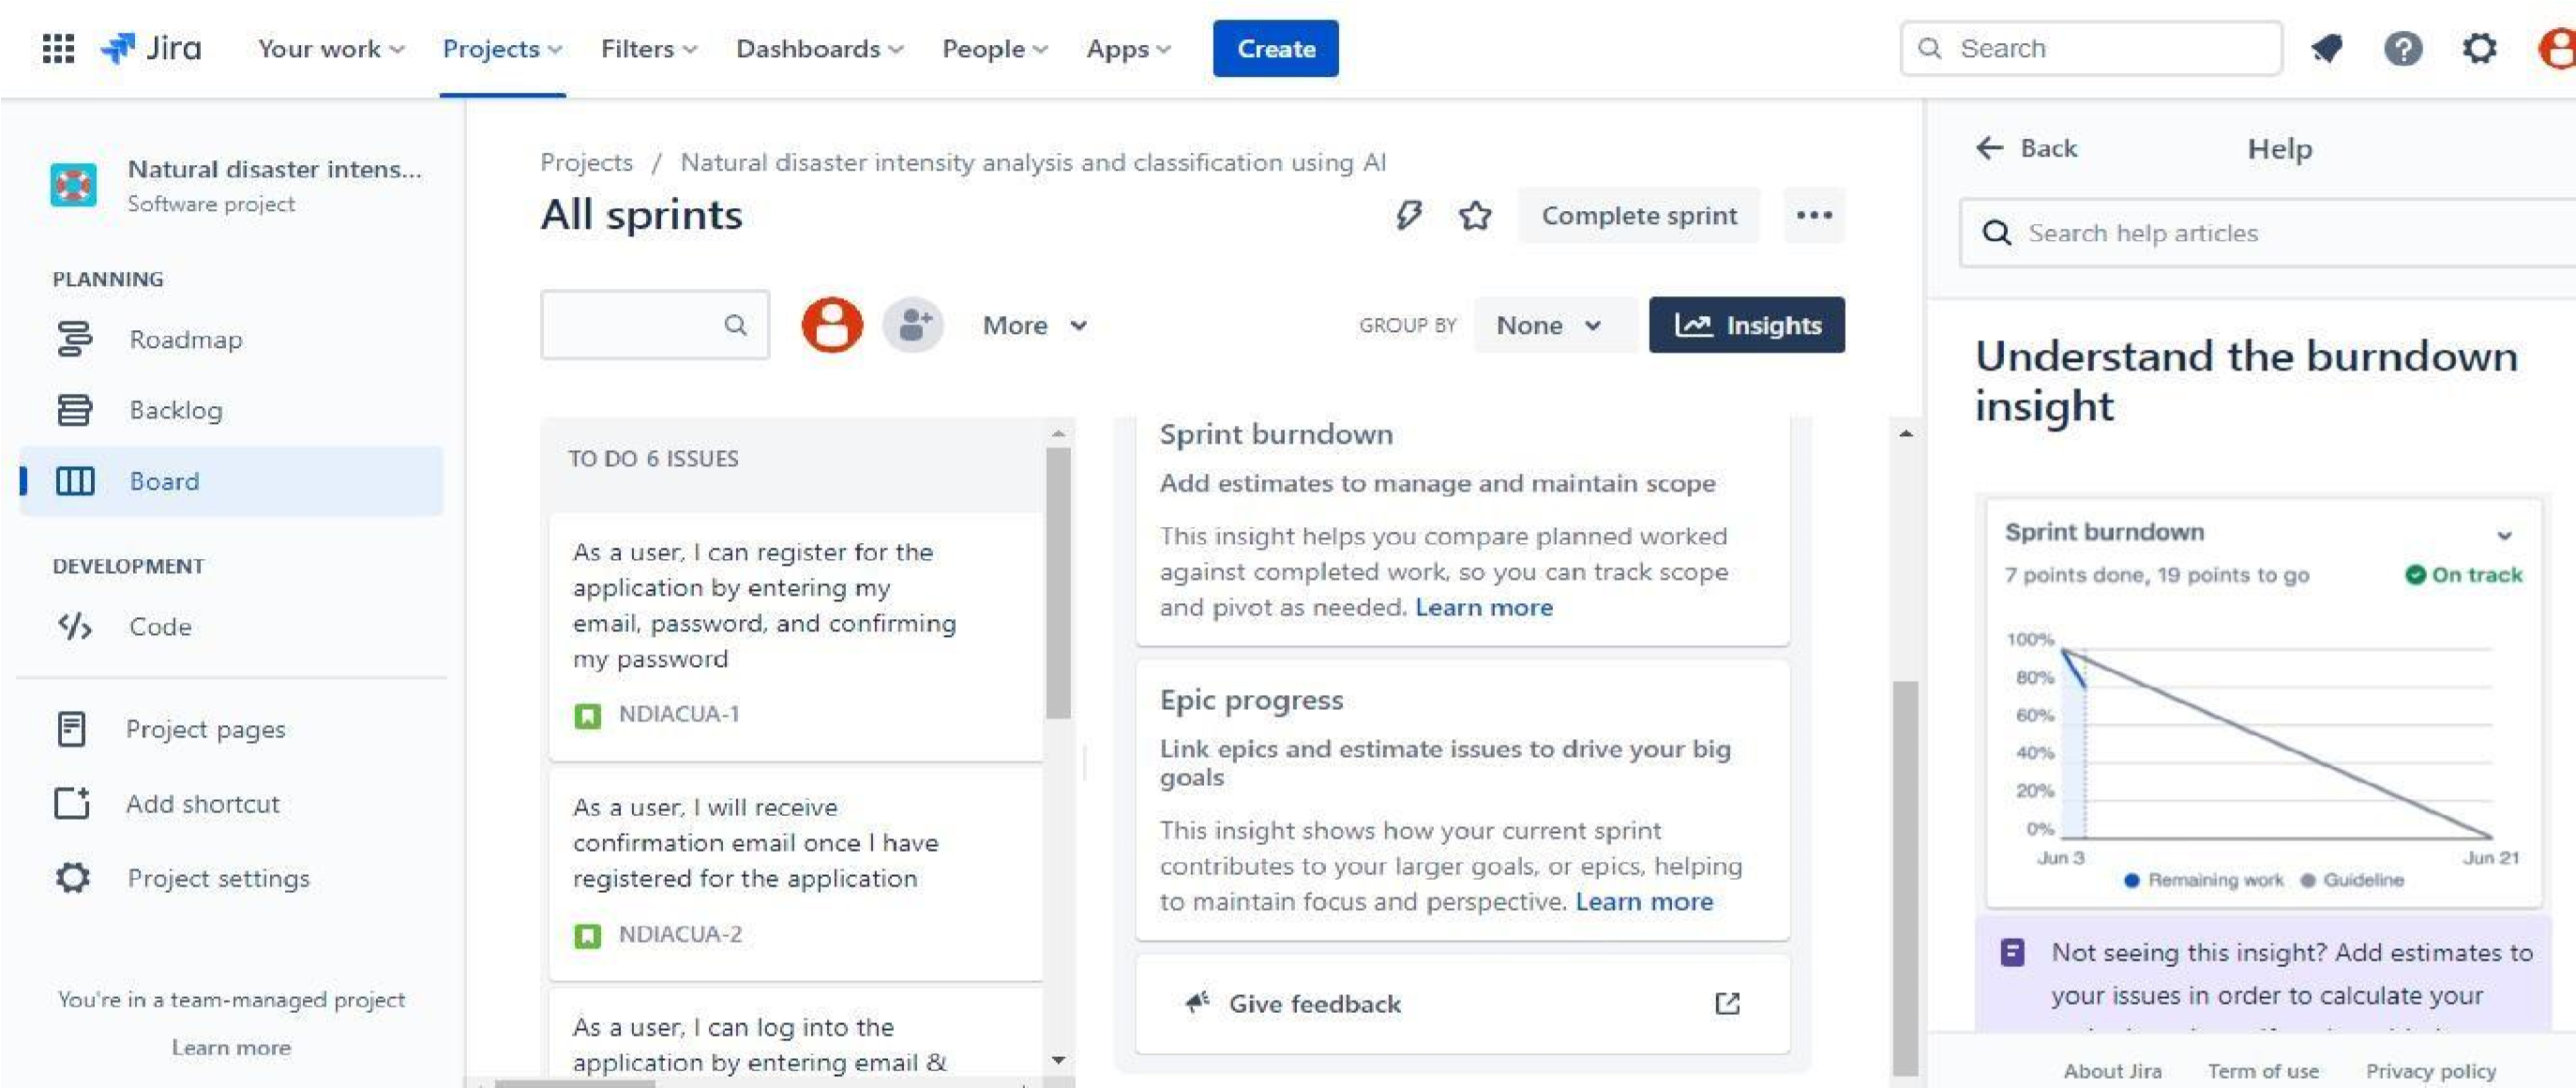 Jira
Your work
Projects
Filters
Dashboards
People
Apps
Create
Search
Natural disaster intens...
Software project
PLANNING
Roadmap
Backlog
Board
DEVELOPMENT
Code
Project pages
Add shortcut
Project settings
You're in a team-managed project
Learn more
Projects / Natural disaster intensity analysis and classification using AI
All sprints
Complete sprint
More
GROUP BY
None
Insights
TO DO 6 ISSUES
As a user, I can register for the
application by entering my
email, password, and confirming
my password
NDIACUA-1
As a user, I will receive
confirmation email once I have
registered for the application
NDIACUA-2
As a user, I can log into the
application by entering email &
Sprint burndown
Add estimates to manage and maintain scope
This insight helps you compare planned worked
against completed work, so you can track scope
and pivot as needed. Learn more
Epic progress
Link epics and estimate issues to drive your big
goals
This insight shows how your current sprint
contributes to your larger goals, or epics, helping
to maintain focus and perspective. Learn more
Give feedback
Back
Help
Search help articles
Understand the burndown
insight
Sprint burndown
7 points done, 19 points to go
On track
100%
80%
60%
40%
20%
0%
Jun 3
Jun 21
Remaining work
Guideline
Not seeing this insight? Add estimates to
your issues in order to calculate your
About Jira
Term of use
Privacy policy